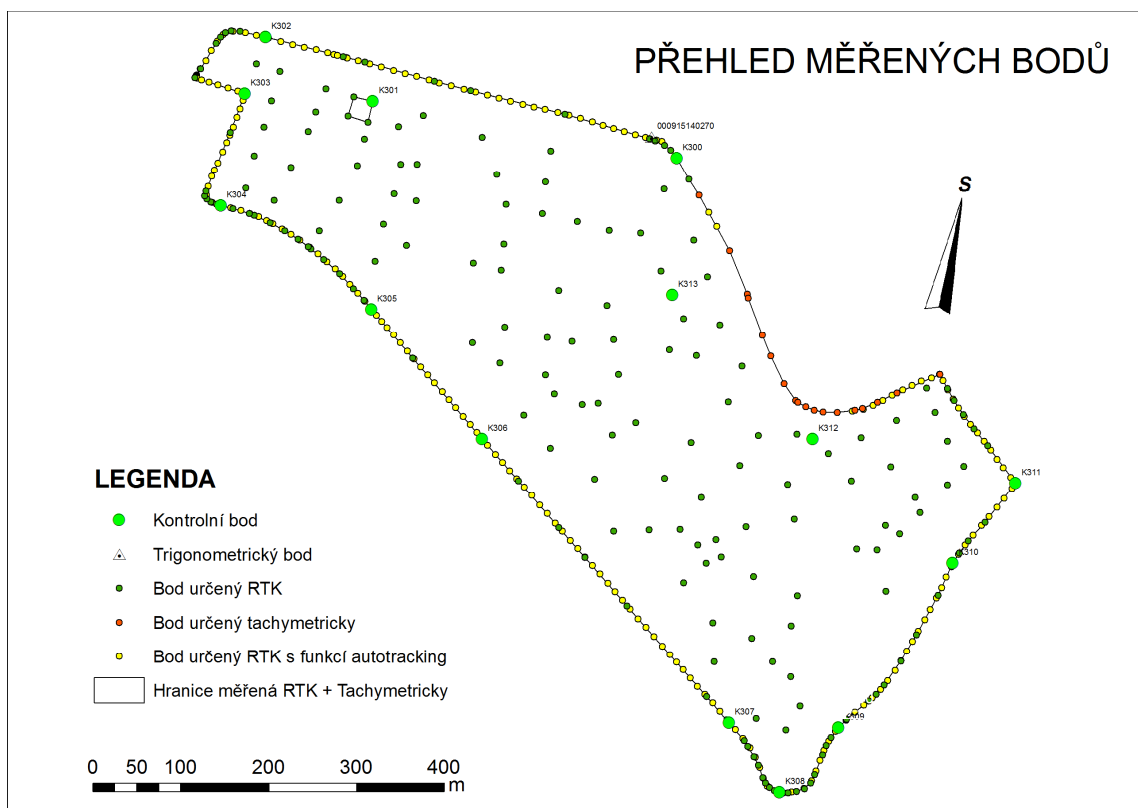 PŘEHLED MĚŘENÝCH BODŮ
K302
K303
K301
000915140270
K300
S
K304
K313
K305
K306
K312
K311
K310
K307
K309
K308
LEGENDA
Kontrolní bod
Trigonometrický bod
Bod určený RTK
Bod určený tachymetricky
Bod určený RTK s funkcí autotracking
Hranice měřená RTK + Tachymetricky
0 50 100 200 300 400
m